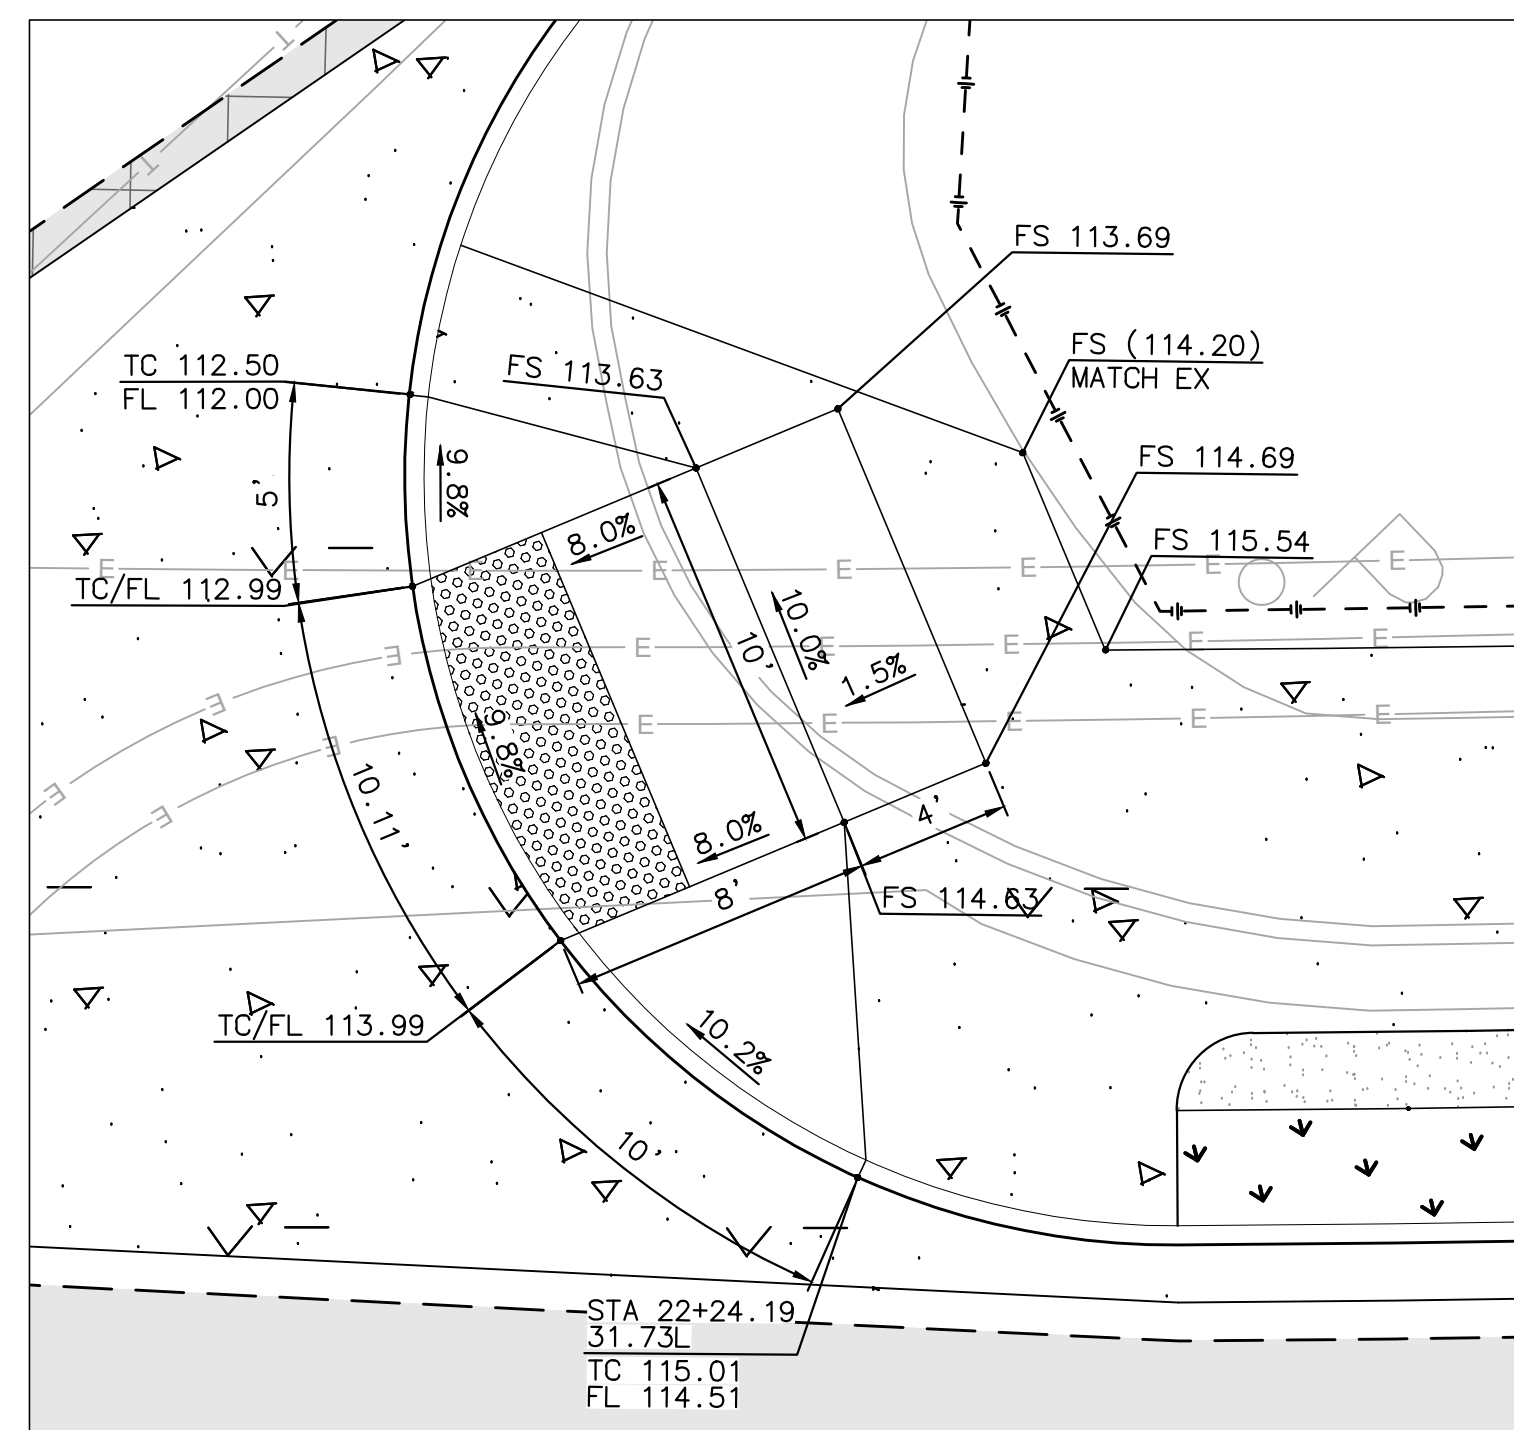 T
T
FS 113.69
FS (114.20)
MATCH EX
TC 112.50
FL 112.00
FS 113.63
9.8%
FS 114.69
5'
8.0%
FS 115.54
E E E E E E E E
TC/FL 112.99
10.0%
10'
1.5%
E E E E E E
E
9.8%
E E E E E
E
E
E
10.11'
8.0%
4'
8'
FS 114.63
TC/FL 113.99
10.2%
10'
STA 22+24.19
31.73L
TC 115.01
FL 114.51